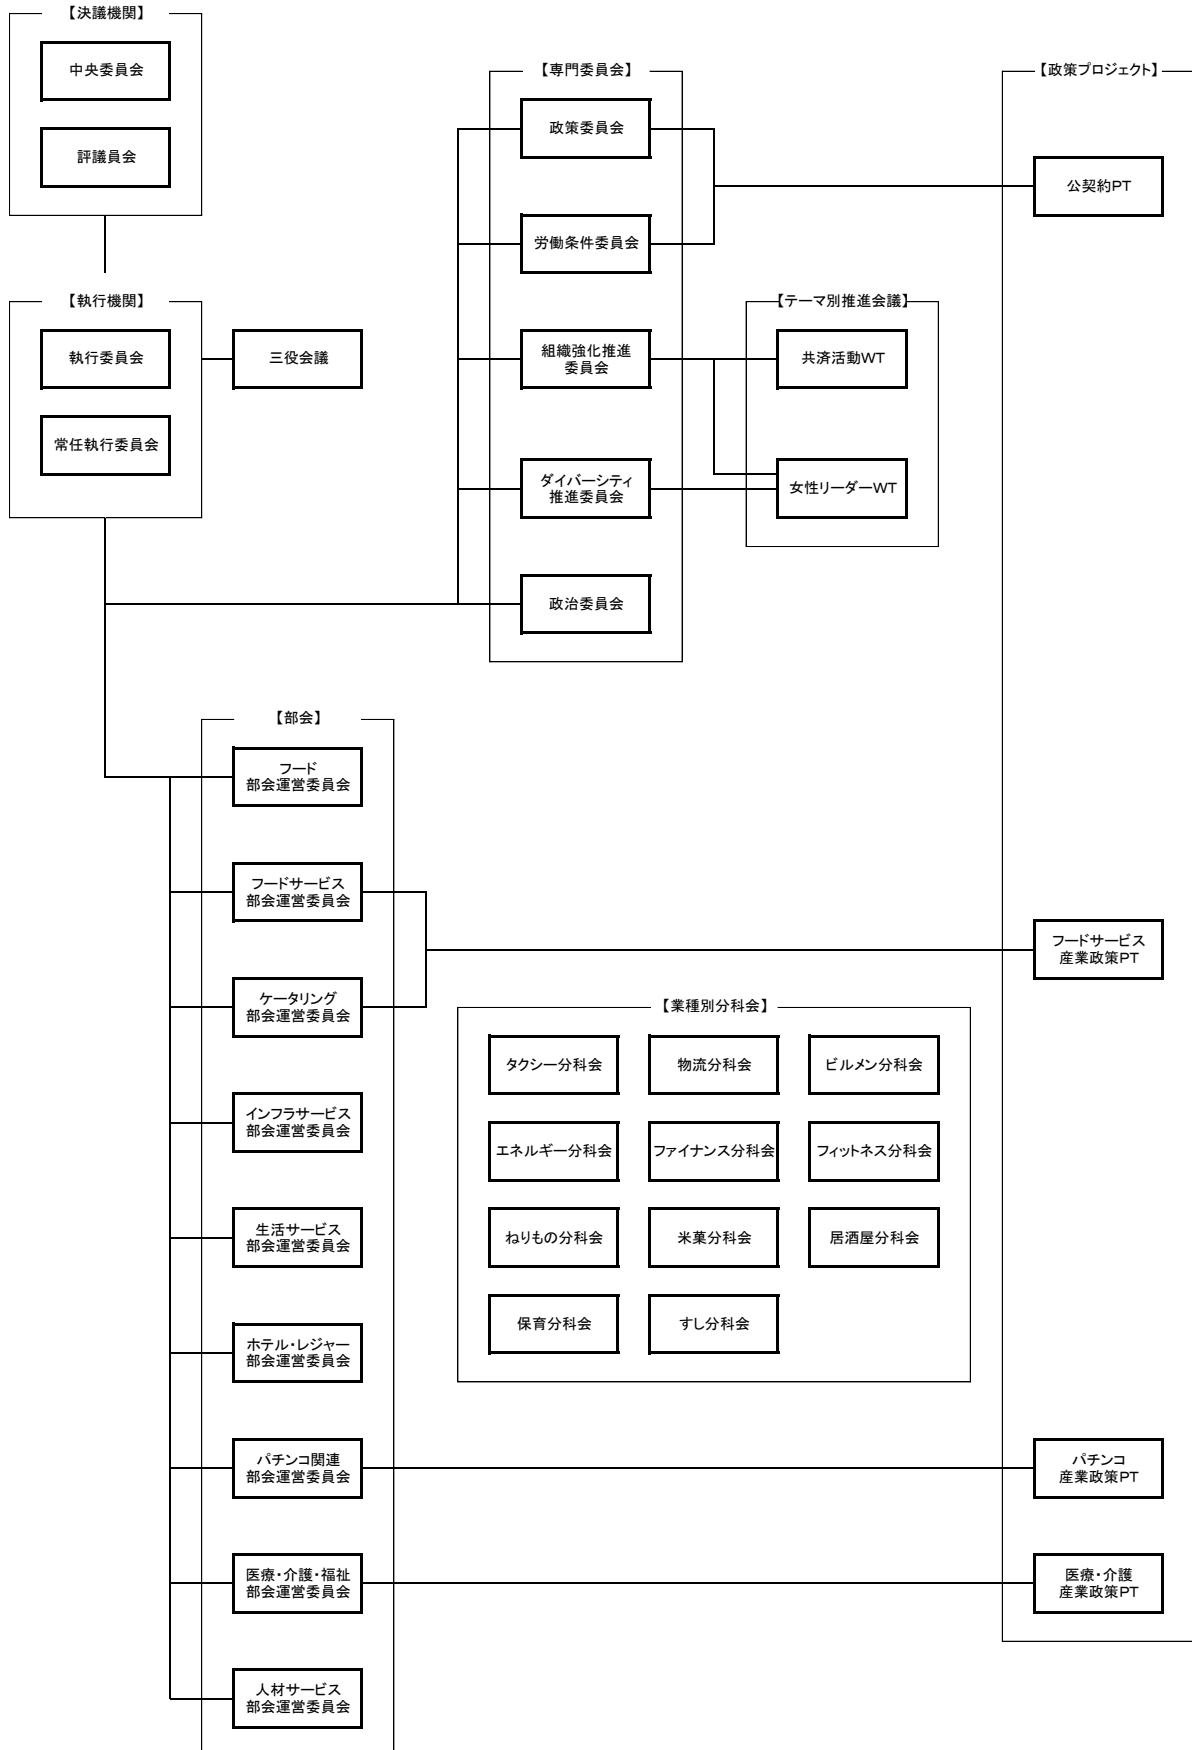 【決議機関】
中央委員会
評議員会
【執行機関】
執行委員会
常任執行委員会
三役会議
【専門委員会】
政策委員会
労働条件委員会
組織強化推進
委員会
ダイバーシティ
推進委員会
政治委員会
【テーマ別推進会議】
共済活動WT
女性リーダーWT
【政策プロジェクト】
公契約PT
フードサービス
産業政策PT
パチンコ
産業政策PT
医療・介護
産業政策PT
【部会】
フード
部会運営委員会
フードサービス
部会運営委員会
ケータリング
部会運営委員会
インフラサービス
部会運営委員会
生活サービス
部会運営委員会
ホテル・レジャー
部会運営委員会
パチンコ関連
部会運営委員会
医療・介護・福祉
部会運営委員会
人材サービス
部会運営委員会
【業種別分科会】
タクシー分科会
物流分科会
ビルメン分科会
エネルギー分科会
ファイナンス分科会
フィットネス分科会
ねりもの分科会
米菓分科会
居酒屋分科会
保育分科会
すし分科会